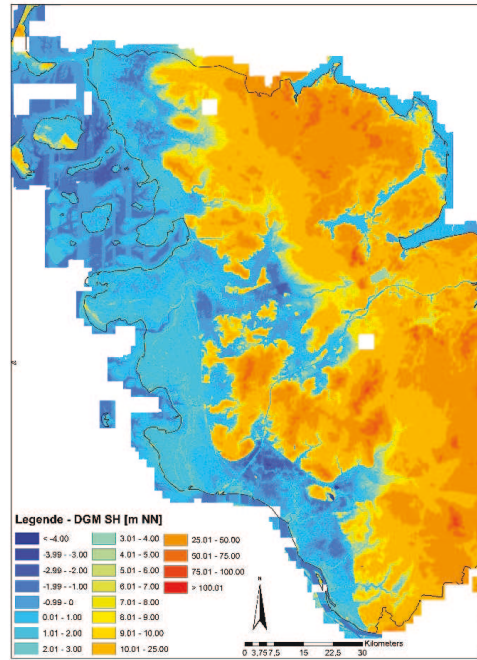 Legende - DGM SH [m NN]
< -4.00
-3.99 - -3.00
-2.99 - -2.00
-1.99 - -1.00
-0.99 - 0
0.01 - 1.00
1.01 - 2.00
2.01 - 3.00
3.01 - 4.00
4.01 - 5.00
5.01 - 6.00
6.01 - 7.00
7.01 - 8.00
8.01 - 9.00
9.01 - 10.00
10.01 - 25.00
25.01 - 50.00
50.01 - 75.00
75.01 - 100.00
> 100.01
N
Kilometers
0 3,75 7,5 15 22,5 30